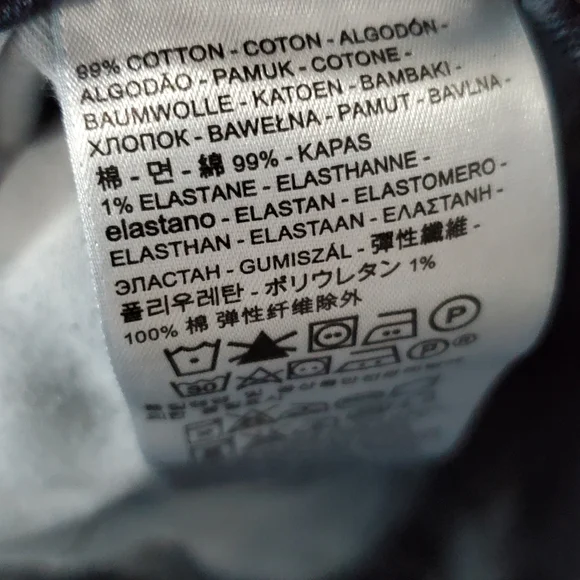 99% COTTON - COTON - ALGODÓN -
ALGODÃO - PAMUK - COTONE -
BAUMWOLLE - KATOEN - BAMBAKI -
ХЛОПОК - BAWEŁNA - PAMUT - BAVLNA -
棉 - 면 - 綿 99% - KAPAS
1% ELASTANE - ELASTHANNE -
elastano - ELASTAN - ELASTOMERO -
ELASTHAN - ELASTAAN - ΕΛΑΣΤΑΝΗ -
ЭЛАСТАН - GUMISZÁL - 彈性纖維 -
폴리우레탄 - ポリウレタン 1%
100% 棉 弹性纤维除外
P
30 P